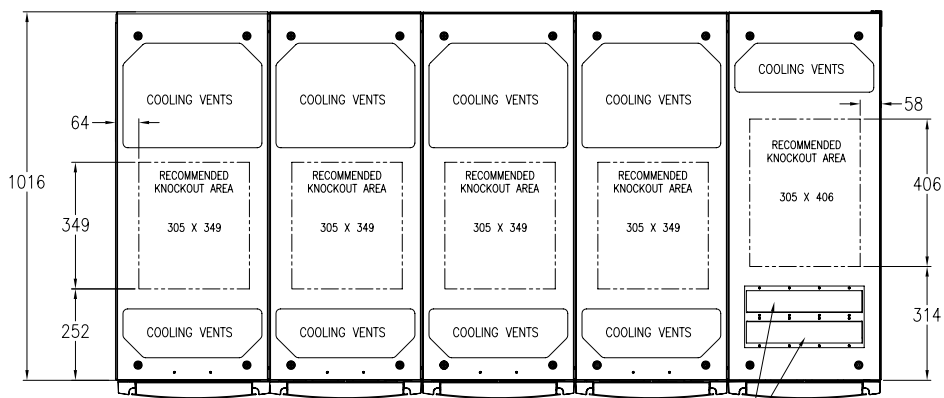 COOLING VENTS
COOLING VENTS
COOLING VENTS
COOLING VENTS
COOLING VENTS
64
58
RECOMMENDED
KNOCKOUT AREA
305 X 406
1016
406
RECOMMENDED
KNOCKOUT AREA
305 X 349
RECOMMENDED
KNOCKOUT AREA
305 X 349
RECOMMENDED
KNOCKOUT AREA
305 X 349
RECOMMENDED
KNOCKOUT AREA
305 X 349
349
252
COOLING VENTS
COOLING VENTS
COOLING VENTS
COOLING VENTS
314